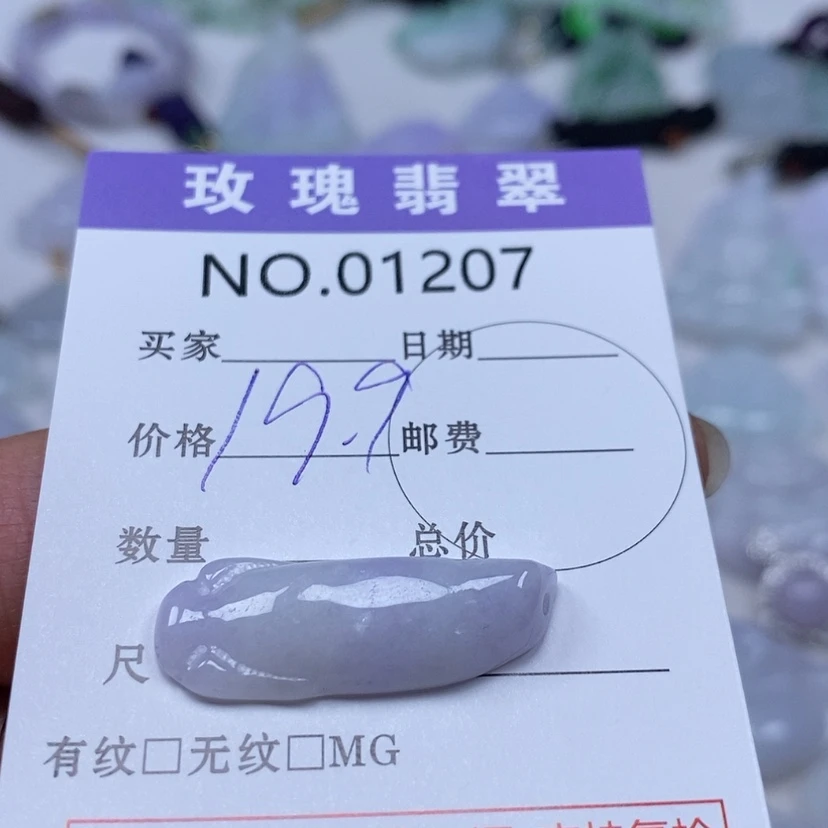 玫瑰翡翠
NO.01207
买家 日期
价格 19.9 邮费
数量 总价
尺
有纹□无纹□MG